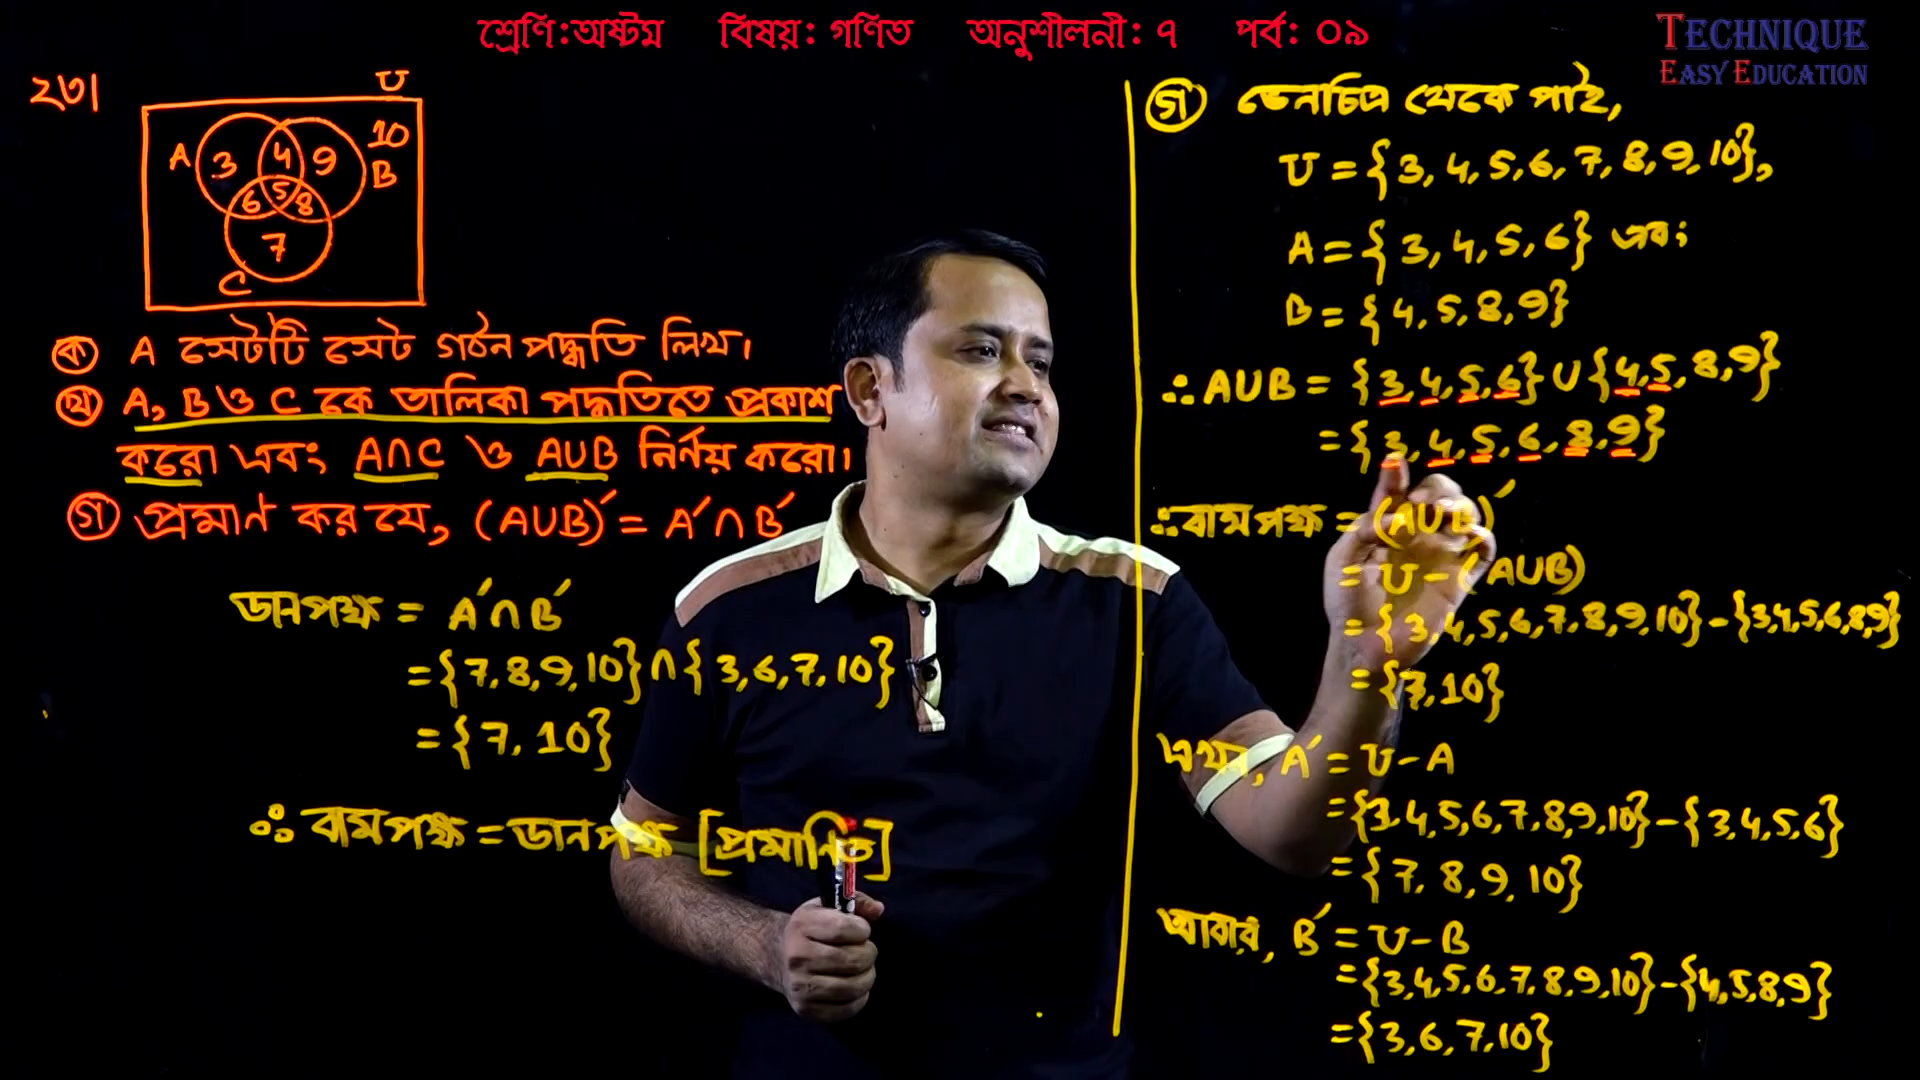 শ্রেণি:অষ্টম বিষয়: গণিত অনুশীলনী: ৭ পর্ব: ০৯
TECHNIQUE
EASY EDUCATION
২৩।
U
A 3 4 9 10
B
6 5 8
7
C
ক A সেটটি সেট গঠন পদ্ধতি লিখ।
খ A, B ও C কে তালিকা পদ্ধতিতে প্রকাশ
করো এবং A∩C ও A∪B নির্ণয় করো।
গ প্রমাণ কর যে, (A∪B)′ = A′∩B′
ডানপক্ষ = A′∩B′
={7,8,9,10}∩{3,6,7,10}
={7,10}
∴ বামপক্ষ=ডানপক্ষ [প্রমাণিত]
গ ভেনচিত্র থেকে পাই,
U={3,4,5,6,7,8,9,10},
A={3,4,5,6} এবং
B={4,5,8,9}
∴A∪B={3,4,5,6}∪{4,5,8,9}
={3,4,5,6,8,9}
∴বামপক্ষ=(A∪B)′
=U-(A∪B)
={3,4,5,6,7,8,9,10}-{3,4,5,6,8,9}
={7,10}
এখন, A′=U-A
={3,4,5,6,7,8,9,10}-{3,4,5,6}
={7,8,9,10}
আবার, B′=U-B
={3,4,5,6,7,8,9,10}-{4,5,8,9}
={3,6,7,10}